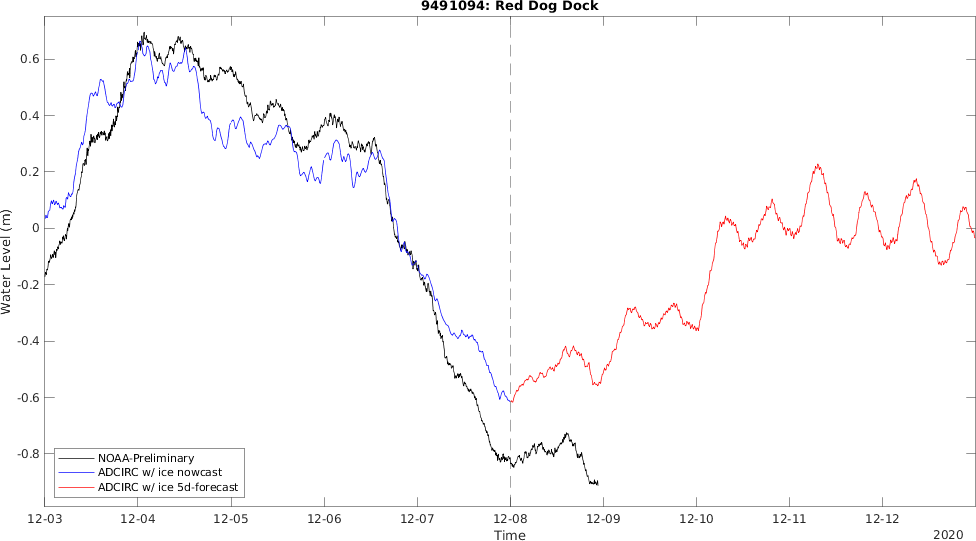 9491094: Red Dog Dock
Water Level (m)
0.6
0.4
0.2
0
-0.2
-0.4
-0.6
-0.8
NOAA-Preliminary
ADCIRC w/ ice nowcast
ADCIRC w/ ice 5d-forecast
12-03 12-04 12-05 12-06 12-07 12-08 12-09 12-10 12-11 12-12
Time
2020